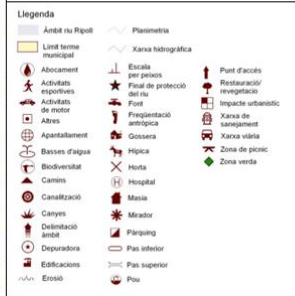 Llegenda
Àmbit riu Ripoll
Límit terme
municipal
Abocament
Activitats
esportives
Activitats
de motor
Altres
Apantallament
Basses d'aigua
Biodiversitat
Camins
Canalització
Canyes
Delimitació
àmbit
Depuradora
Edificacions
Erosió
Planimetria
Xarxa hidrogràfica
Escala
per peixos
Final de protecció
del riu
Font
Freqüentació
antròpica
Gossera
Hípica
Horta
Hospital
Masia
Mirador
Pàrquing
Pas inferior
Pas superior
Pou
Punt d'accés
Restauració/
revegetació
Impacte urbanístic
Xarxa de
sanejament
Xarxa viària
Zona de picnic
Zona verda